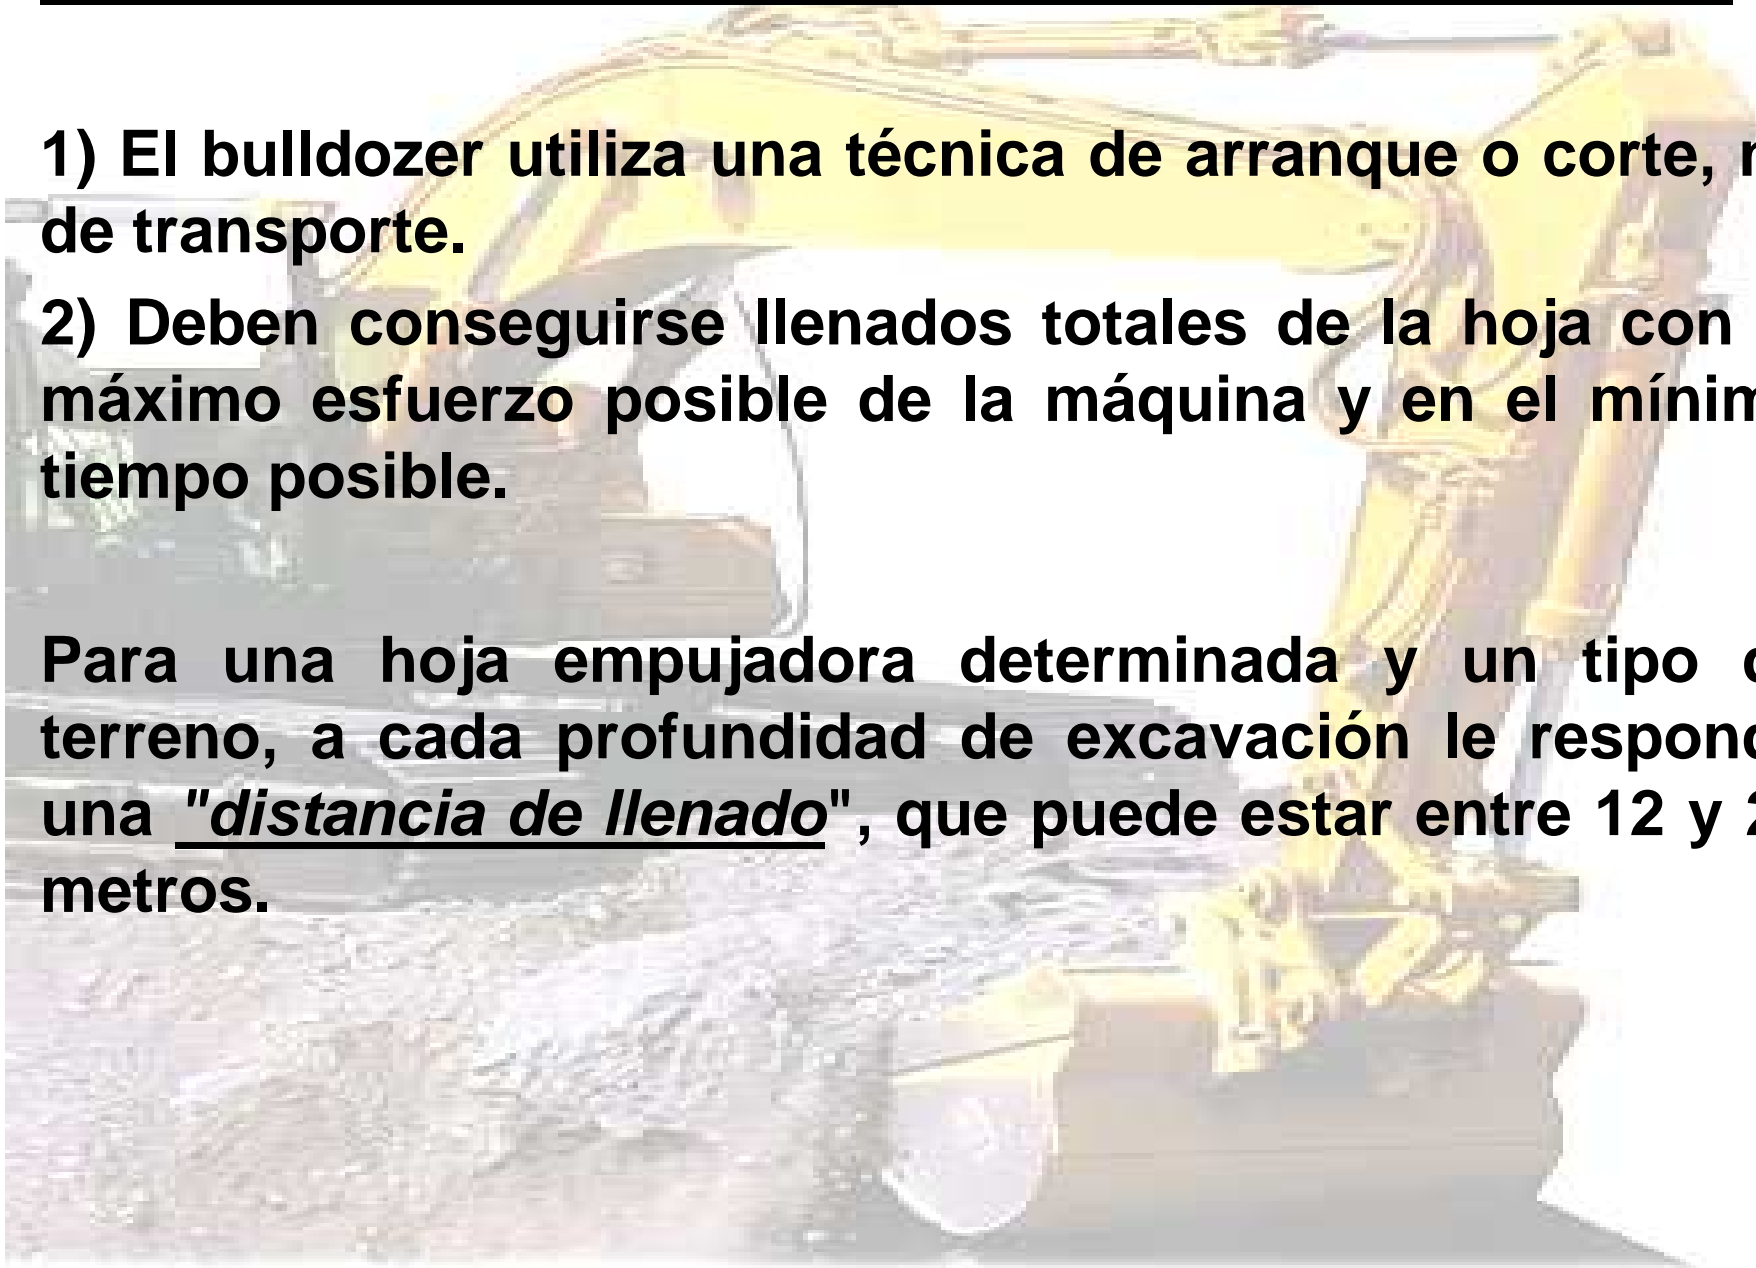 1) El bulldozer utiliza una técnica de arranque o corte,
de transporte.
2) Deben conseguirse llenados totales de la hoja con
máximo esfuerzo posible de la máquina y en el
tiempo posible.
Para una hoja empujadora determinada y un tipo
terreno, a cada profundidad de excavación le
una "distancia de llenado", que puede estar entre 12 y
metros.